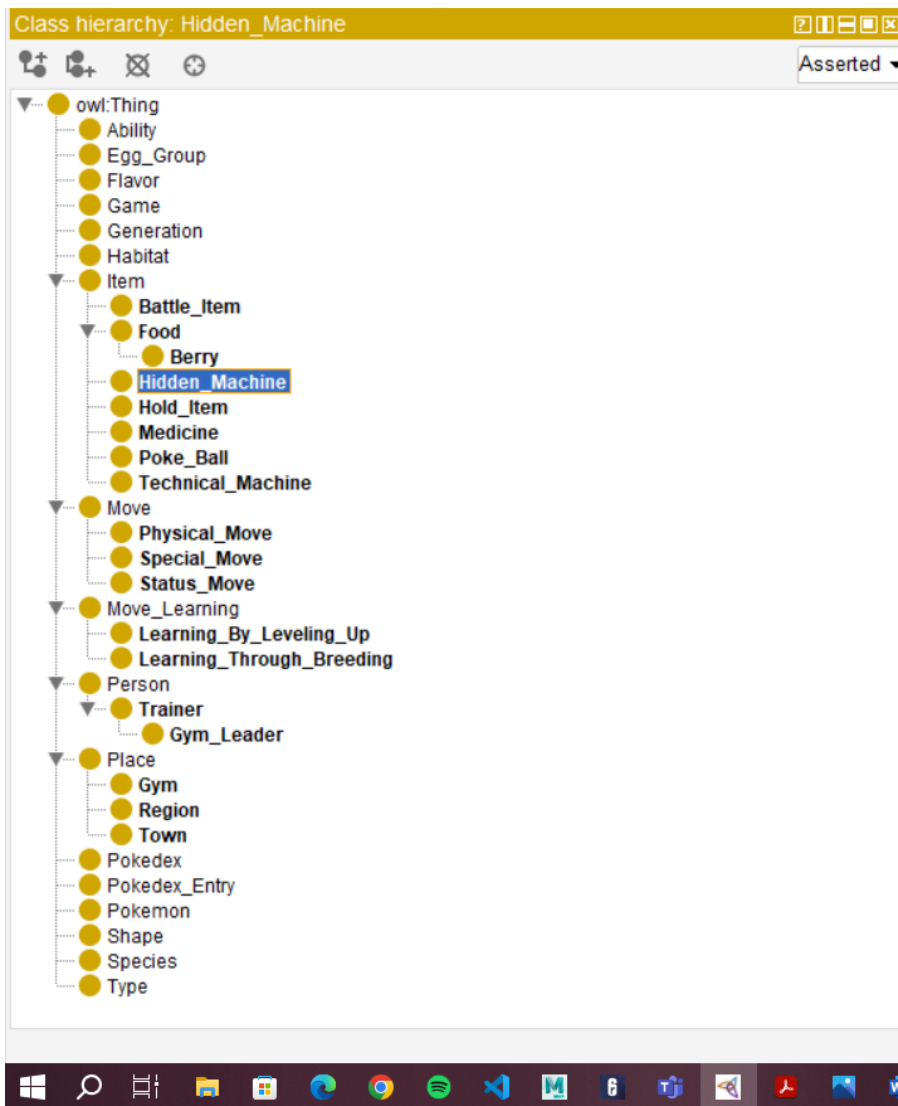 Class hierarchy: Hidden_Machine
Asserted
owl:Thing
Ability
Egg_Group
Flavor
Game
Generation
Habitat
Item
Battle_Item
Food
Berry
Hidden_Machine
Hold_Item
Medicine
Poke_Ball
Technical_Machine
Move
Physical_Move
Special_Move
Status_Move
Move_Learning
Learning_By_Leveling_Up
Learning_Through_Breeding
Person
Trainer
Gym_Leader
Place
Gym
Region
Town
Pokedex
Pokedex_Entry
Pokemon
Shape
Species
Type